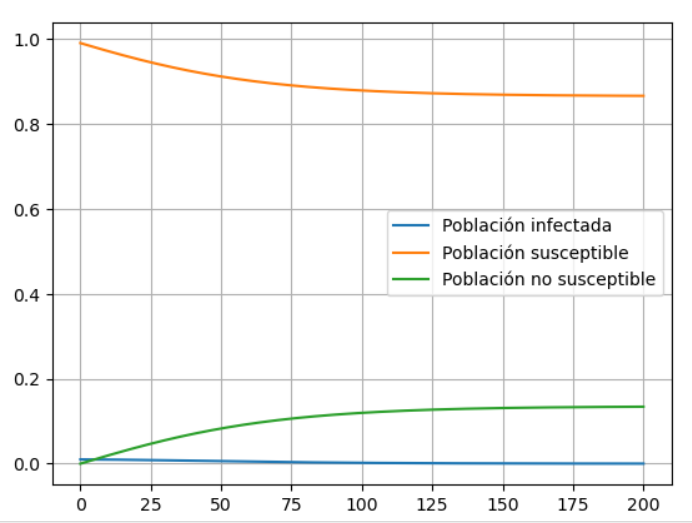 1.0
0.8
0.6
Población infectada
Población susceptible
Población no susceptible
0.4
0.2
0.0
0 25 50 75 100 125 150 175 200